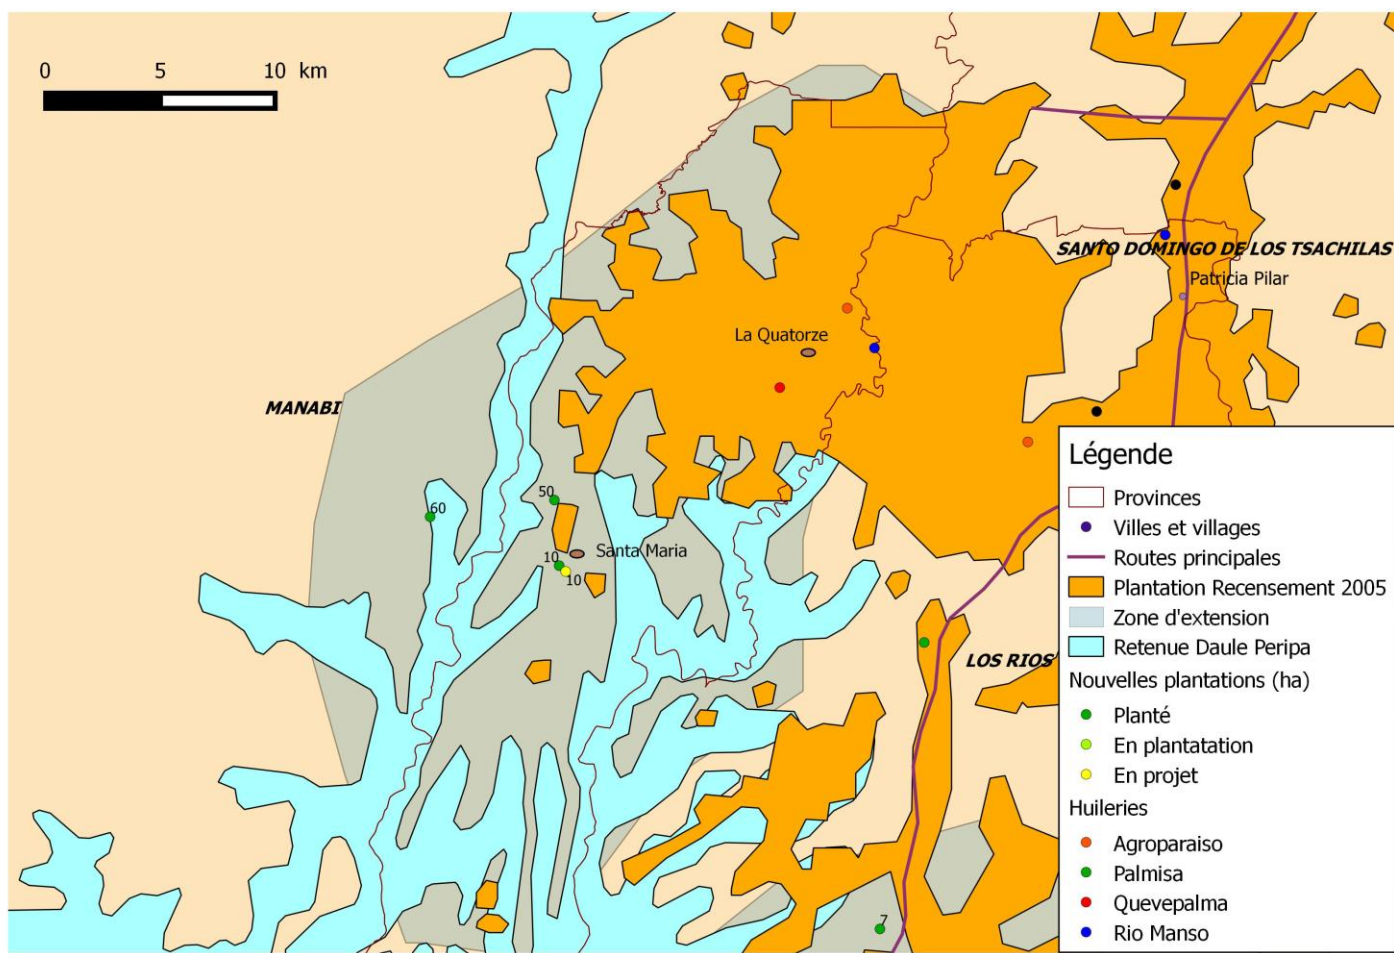 0 5 10 km
SANTO DOMINGO DE LOS TSACHILAS
Patricia Pilar
La Quatorze
MANABI
50
60
10
Santa Maria
10
LOS RIOS
7
Légende
Provinces
Villes et villages
Routes principales
Plantation Recensement 2005
Zone d'extension
Retenue Daule Peripa
Nouvelles plantations (ha)
Planté
En plantatation
En projet
Huileries
Agroparaiso
Palmisa
Quevepalma
Rio Manso